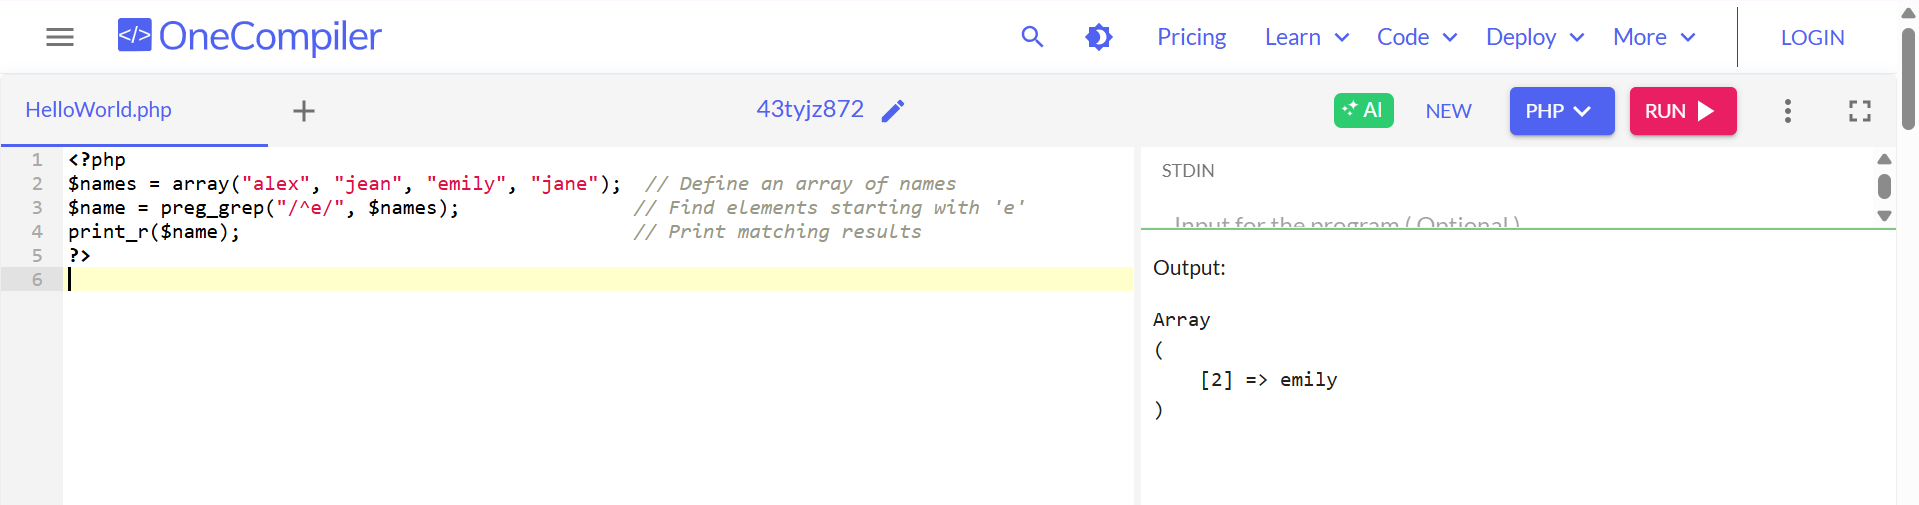 </> OneCompiler
Pricing Learn Code Deploy More LOGIN
HelloWorld.php + 43tyjz872 AI NEW PHP RUN
1 <?php
2 $names = array("alex", "jean", "emily", "jane");  // Define an array of names
3 $name = preg_grep("/^e/", $names);               // Find elements starting with 'e'
4 print_r($name);                                  // Print matching results
5 ?>
6
STDIN
Input for the program ( Optional )
Output:
Array
(
    [2] => emily
)